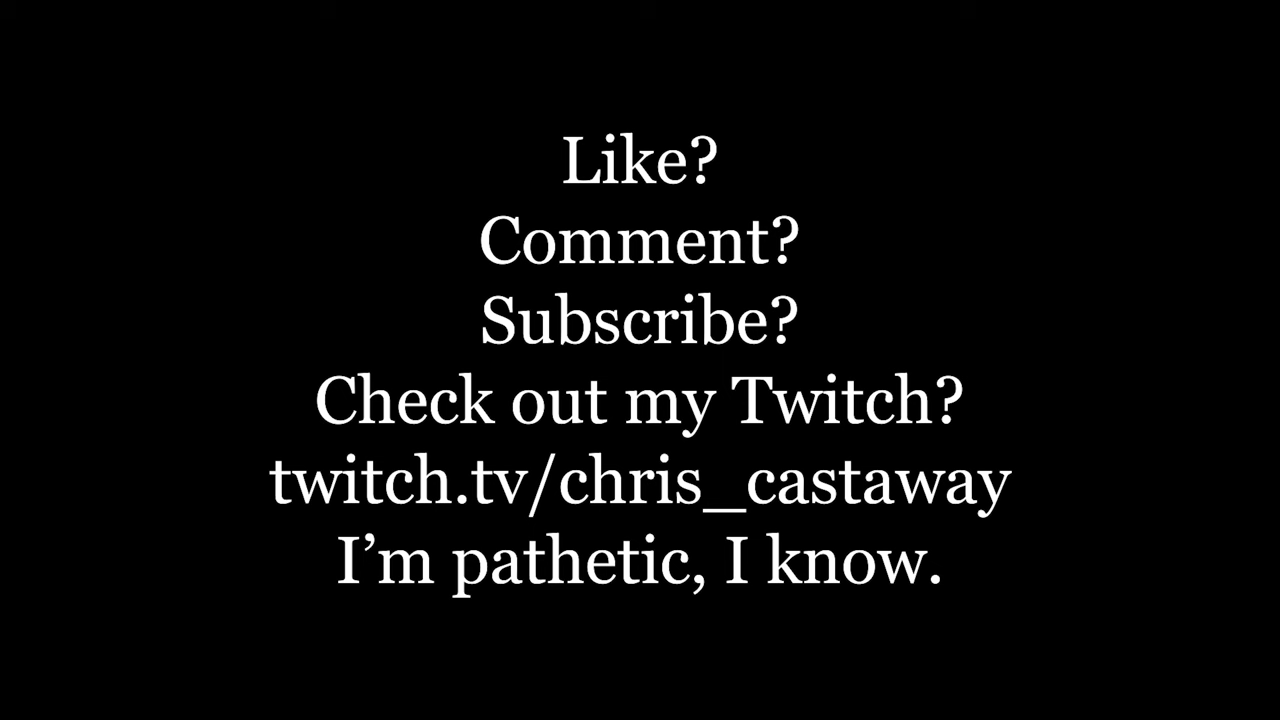 Like?
Comment?
Subscribe?
Check out my Twitch?
twitch.tv/chris_castaway
I’m pathetic, I know.